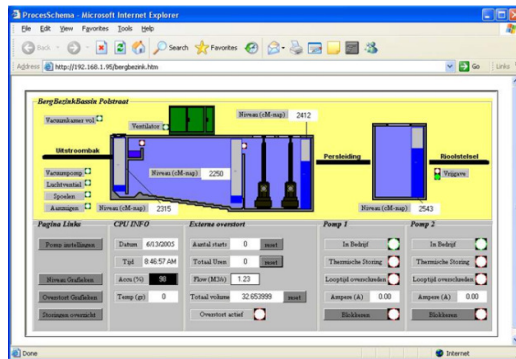 ProcesSchema - Microsoft Internet Explorer
File Edit View Favorites Tools Help
Back Search Favorites
Address http://192.168.1.95/bergbezink.htm Go Links
BergBezinkBassin Polstraat
Vacuumkamer vol
Ventilator
Niveau (cM-nap) 2412
Uitstroombak
Persleiding
Rioolstelsel
Vacuumpomp
Luchtventiel
Spoelen
Aanzuigen
Niveau (cM-nap) 2250
Vrijgave
Niveau (cM-nap) 2315
Niveau (cM-nap) 2543
Pagina Links
Pomp instellingen
Niveau Grafieken
Overstort Grafieken
Storingen overzicht
CPU INFO
Datum 6/13/2005
Tijd 8:46:57 AM
Accu (%) 98
Temp (gr) 0
Externe overstort
Aantal starts 0 reset
Totaal Uren 0 reset
Flow (M3/h) 1.23
Totaal volume 32.653999 reset
Overstort actief
Pomp 1
In Bedrijf
Thermische Storing
Looptijd overschreden
Ampere (A) 0.00
Blokkeren
Pomp 2
In Bedrijf
Thermische Storing
Looptijd overschreden
Ampere (A) 0.00
Blokkeren
Done Internet